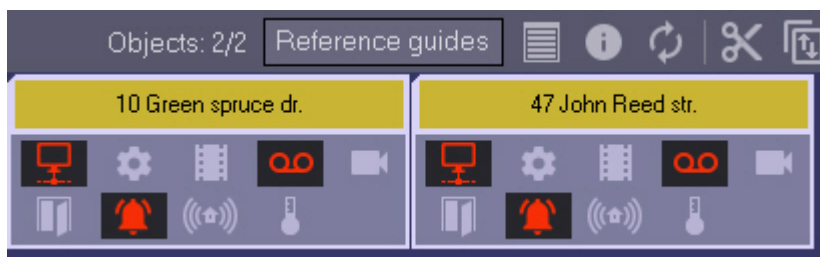 Objects: 2/2 Reference guides
10 Green spruce dr. 47 John Reed str.